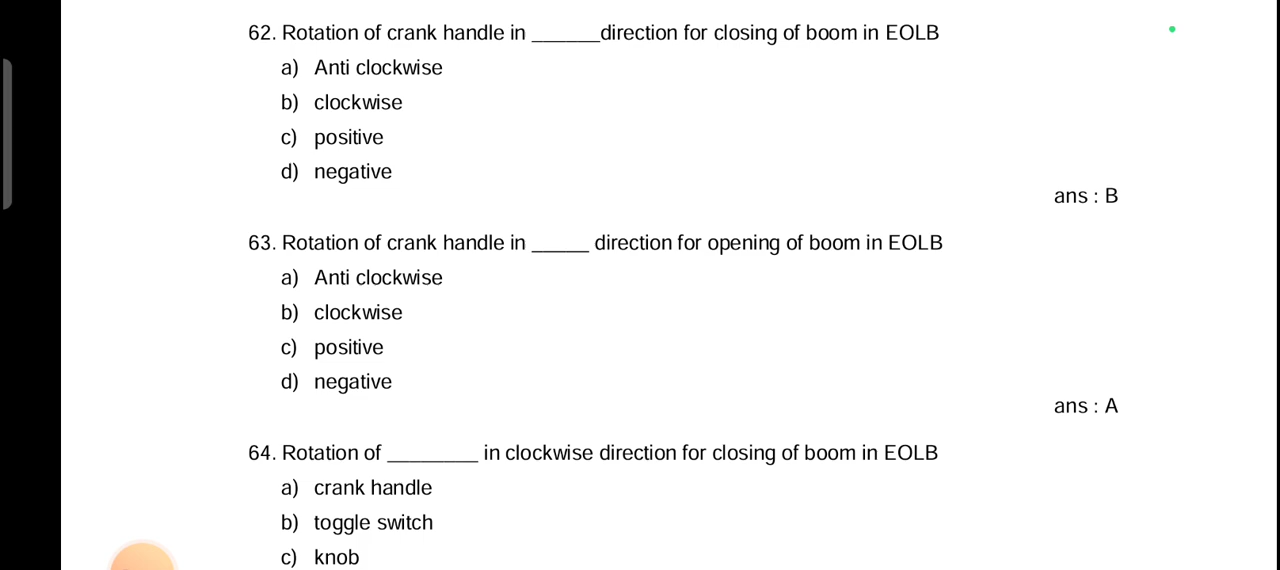 62. Rotation of crank handle in ______direction for closing of boom in EOLB
a) Anti clockwise
b) clockwise
c) positive
d) negative
ans : B
63. Rotation of crank handle in _____ direction for opening of boom in EOLB
a) Anti clockwise
b) clockwise
c) positive
d) negative
ans : A
64. Rotation of ________ in clockwise direction for closing of boom in EOLB
a) crank handle
b) toggle switch
c) knob